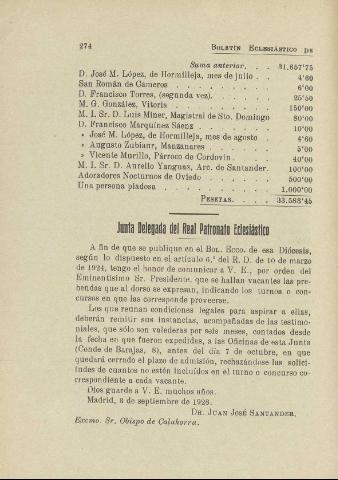 274 BOLETÍN ECLESIÁSTICO DE
Suma anterior. . . 31.657'75
D. José M. López, de Hormilleja, mes de julio . . 4'60
San Román de Cameros . . . . . . . . 6'00
D. Francisco Torres, (segunda vez). . . . . . 25'50
M. G. González, Vitoria . . . . . . . . 150'00
M. I. Sr. D. Luis Miner, Magistral de Sto. Domingo 80'00
D. Francisco Marquínez Sáenz . . . . . . 10'00
» José M. López, de Hormilleja, mes de agosto . 4'60
» Augusto Zubiaur, Manzanares . . . . . 5'00
» Vicente Murillo, Párroco de Cordovín. . . . 40'00
M. I. Sr. D. Aurelio Yanguas, Arc. de Santander. 100'00
Adoradores Nocturnos de Oviedo . . . . . 500'00
Una persona piadosa . . . . . . . . 1.000'00
PESETAS. . . . 33.588'45
Junta Delegada del Real Patronato Eclesiástico
A fin de que se publique en el BOL. ECCO. de esa Diócesis,
según lo dispuesto en el artículo 6.º del R. D. de 10 de marzo
de 1924, tengo el honor de comunicar a V. E., por orden del
Eminentísimo Sr. Presidente, que se hallan vacantes las pre-
bendas que al dorso se expresan, indicando los turnos o con-
cursos en que las corresponde proveerse.
Los que reunan condiciones legales para aspirar a ellas,
deberán remitir sus instancias, acompañadas de las testimo-
niales, que sólo son valederas por seis meses, contados desde
la fecha en que fueron expedidas, a las Oficinas de esta Junta
(Conde de Barajas, 8), antes del día 7 de octubre, en que
quedará cerrado el plazo de admisión, rechazándose las solici-
tudes de cuantos no estén incluídos en el turno o concurso co-
rrespondiente a cada vacante.
Dios guarde a V. E. muchos años.
Madrid, 8 de septiembre de 1928.
DR. JUAN JOSÉ SANTANDER.
Excmo. Sr. Obispo de Calahorra.